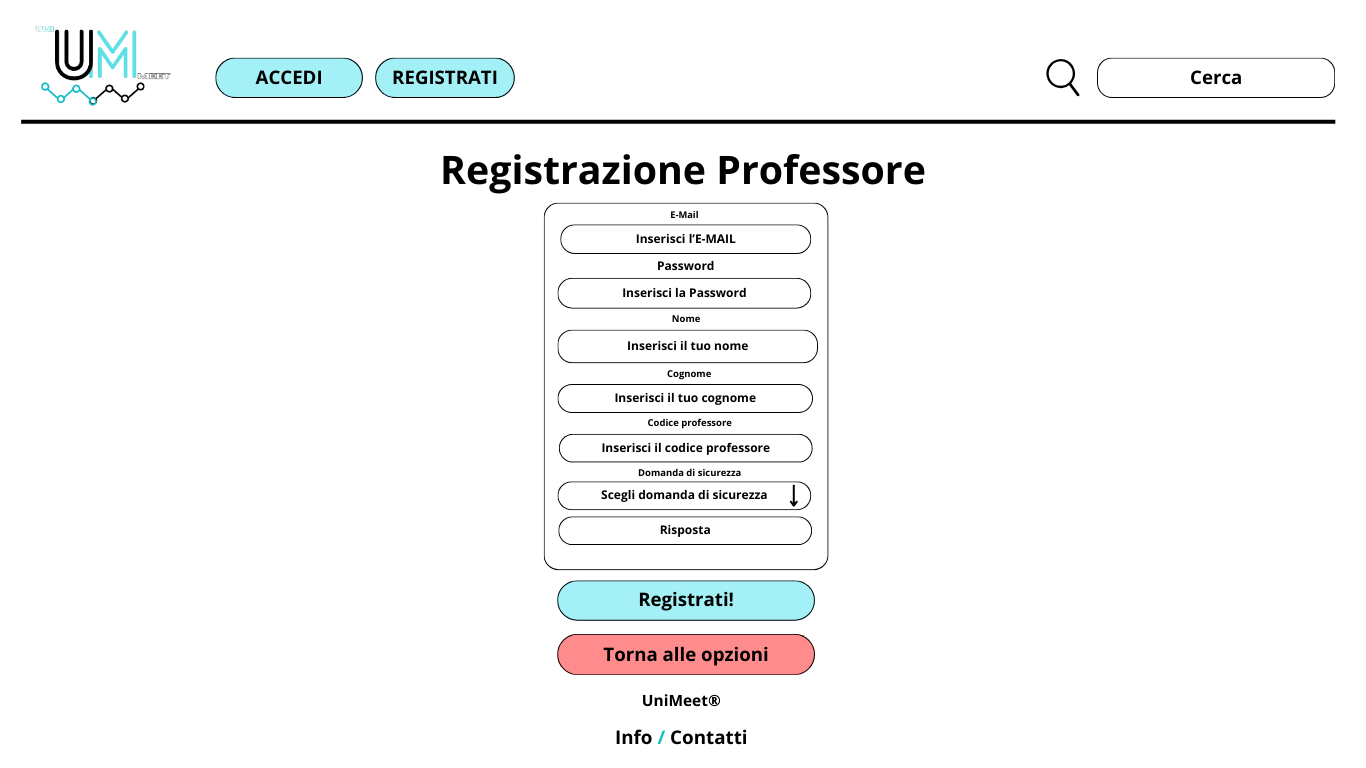 UNI
UM
MEET
ACCEDI
REGISTRATI
Cerca
Registrazione Professore
E-Mail
Inserisci l’E-MAIL
Password
Inserisci la Password
Nome
Inserisci il tuo nome
Cognome
Inserisci il tuo cognome
Codice professore
Inserisci il codice professore
Domanda di sicurezza
Scegli domanda di sicurezza
Risposta
Registrati!
Torna alle opzioni
UniMeet®
Info / Contatti